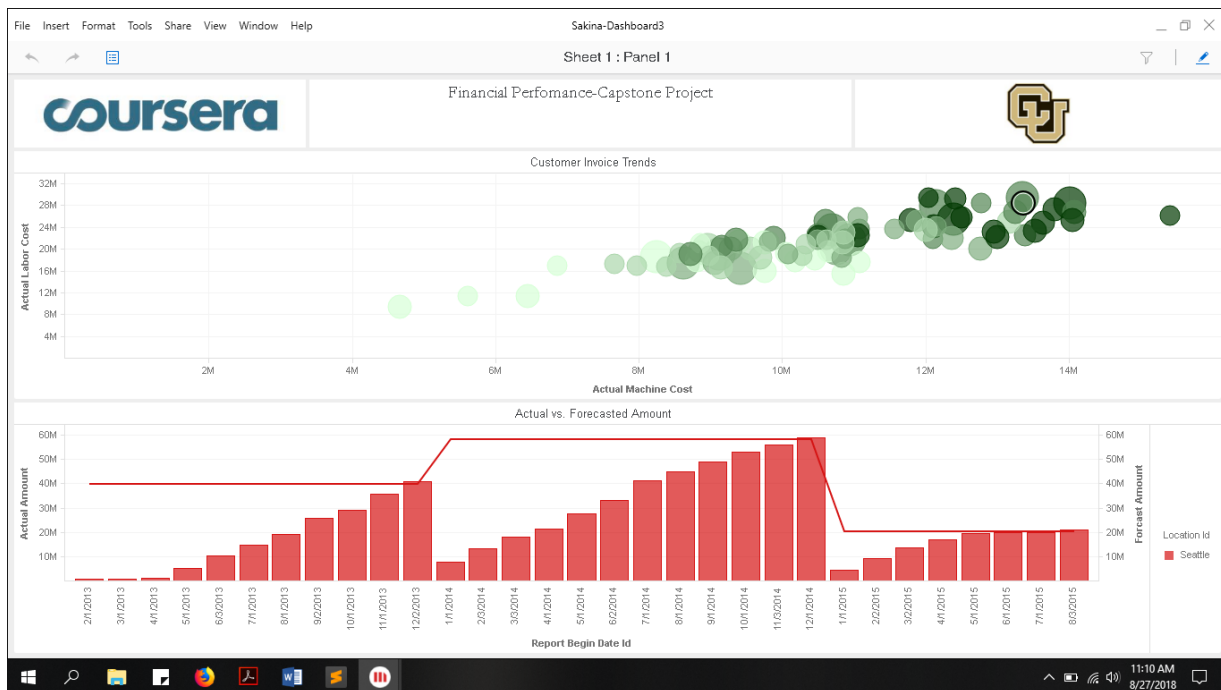 File Insert Format Tools Share View Window Help Sakina-Dashboard3
Sheet 1 : Panel 1
coursera
Financial Perfomance-Capstone Project
CU
Customer Invoice Trends
32M
28M
24M
20M
16M
12M
8M
4M
Actual Labor Cost
2M 4M 6M 8M 10M 12M 14M
Actual Machine Cost
Actual vs. Forecasted Amount
60M
50M
40M
30M
20M
10M
Actual Amount
60M
50M
40M
30M
20M
10M
Forcast Amount
Location Id
Seattle
2/1/2013 3/1/2013 4/1/2013 5/1/2013 6/3/2013 7/1/2013 8/1/2013 9/2/2013 10/1/2013 11/1/2013 12/2/2013 1/1/2014 2/3/2014 3/3/2014 4/1/2014 5/1/2014 6/2/2014 7/1/2014 8/1/2014 9/1/2014 10/1/2014 11/3/2014 12/1/2014 1/1/2015 2/2/2015 3/2/2015 4/1/2015 5/1/2015 6/1/2015 7/1/2015 8/3/2015
Report Begin Date Id
11:10 AM
8/27/2018